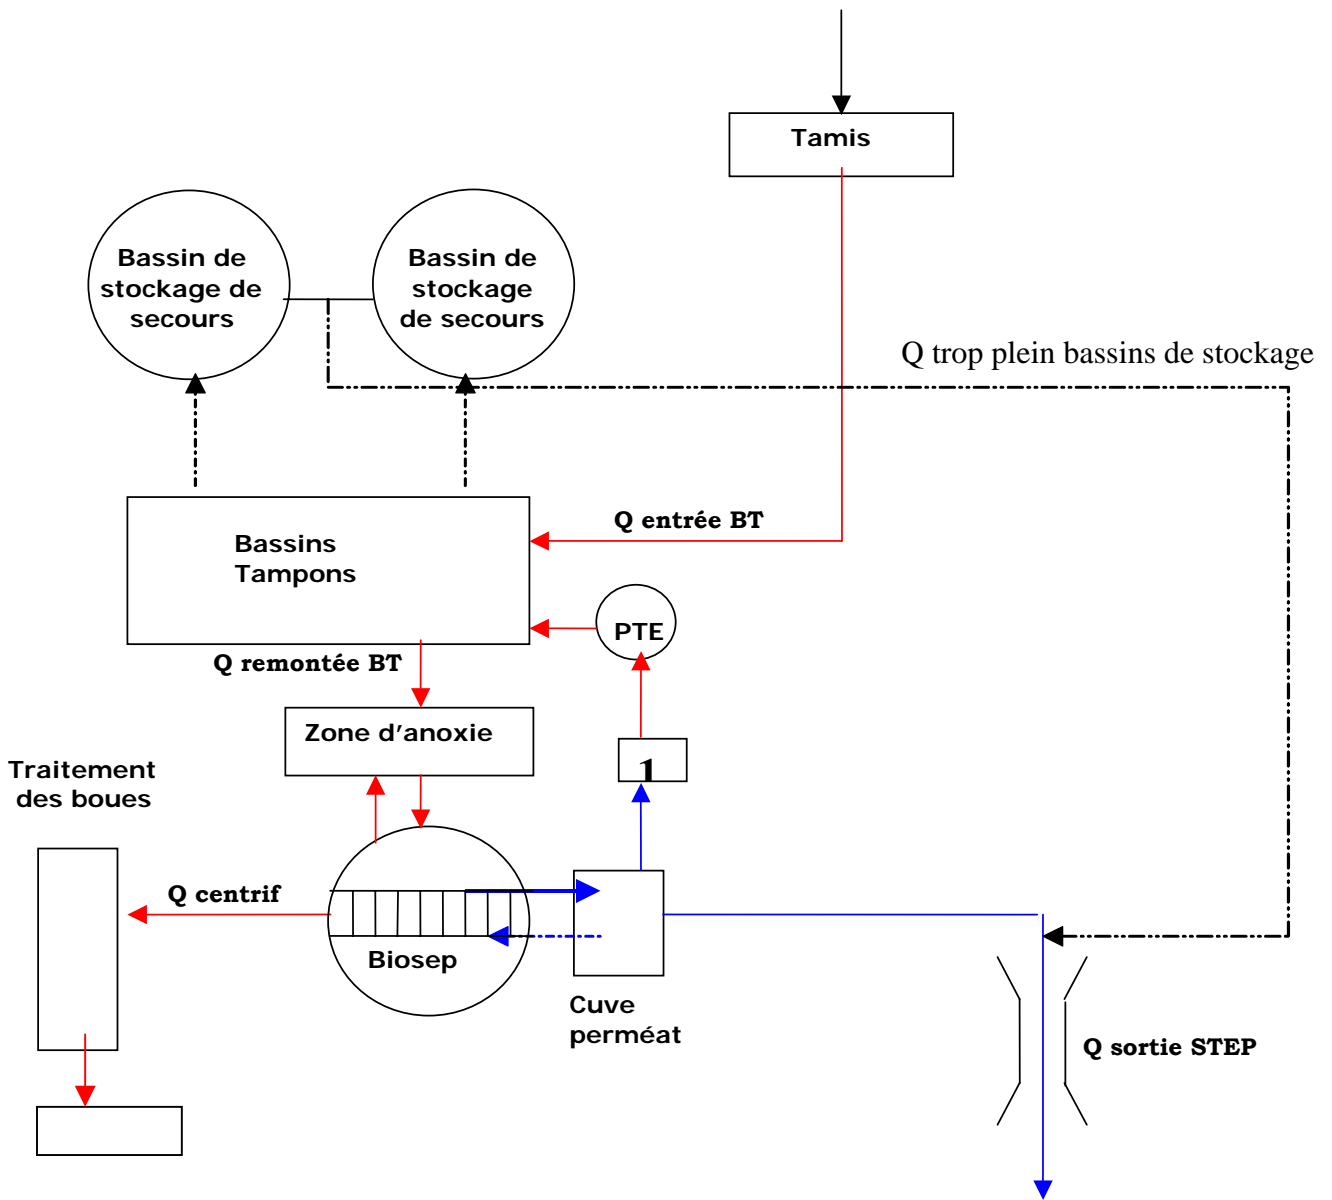 Tamis
Bassin de
stockage de
secours
Bassin de
stockage
de secours
Q trop plein bassins de stockage
Q entrée BT
Bassins
Tampons
PTE
Q remontée BT
Zone d'anoxie
1
Traitement
des boues
Q centrif
Biosep
Cuve
perméat
Q sortie STEP